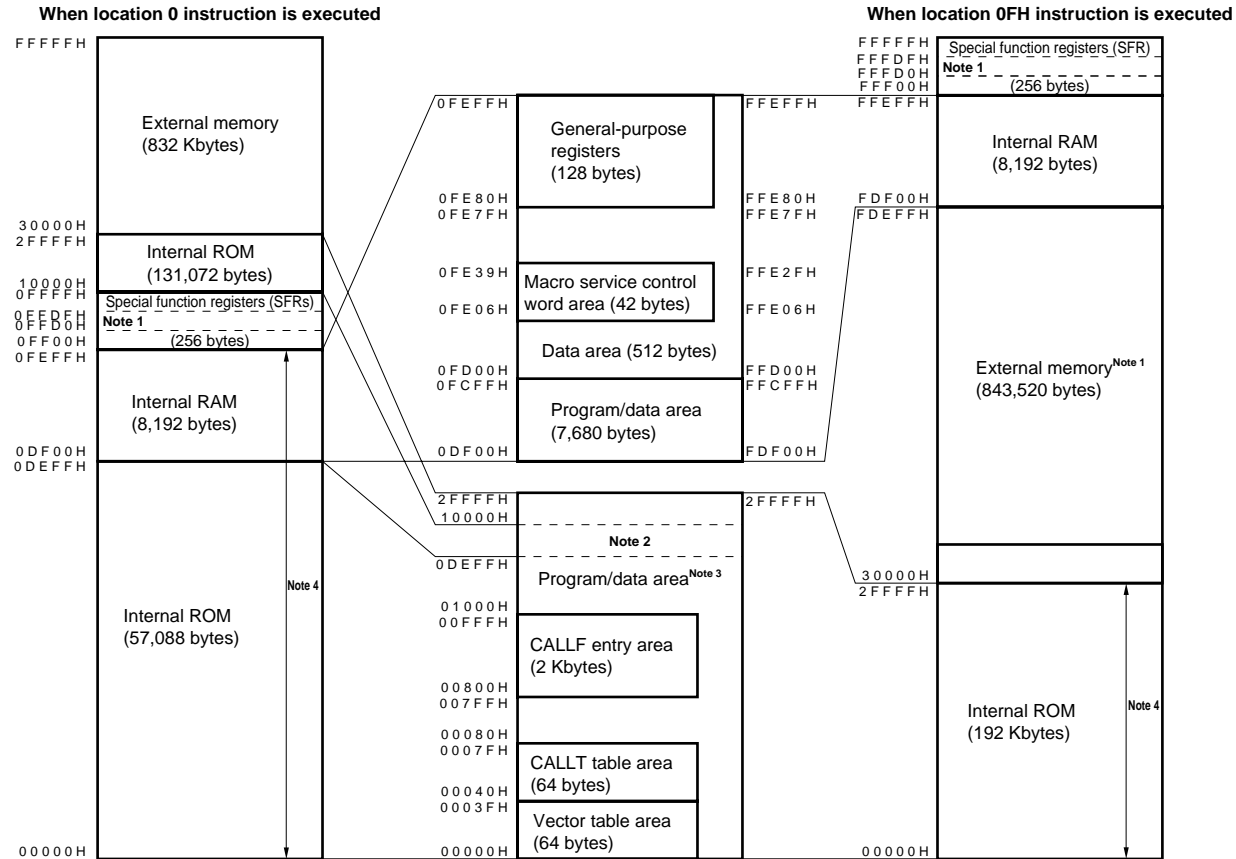 When location 0 instruction is executed
When location 0FH instruction is executed
FFFFFH
External memory
(832 Kbytes)
30000H
2FFFFH
Internal ROM
(131,072 bytes)
10000H
0FFFFH
Special function registers (SFRs)
0FFDFH
0FFD0H
Note 1
0FF00H
(256 bytes)
0FEFFH
Internal RAM
(8,192 bytes)
0DF00H
0DEFFH
Note 4
Internal ROM
(57,088 bytes)
00000H
0FEFFH
FFEFFH
General-purpose
registers
(128 bytes)
0FE80H
FFE80H
0FE7FH
FFE7FH
0FE39H
FFE2FH
Macro service control
word area (42 bytes)
0FE06H
FFE06H
Data area (512 bytes)
0FD00H
FFD00H
0FCFFH
FFCFFH
Program/data area
(7,680 bytes)
0DF00H
FDF00H
2FFFFH
2FFFFH
10000H
Note 2
0DEFFH
Program/data area Note 3
01000H
00FFFH
CALLF entry area
(2 Kbytes)
00800H
007FFH
00080H
0007FH
CALLT table area
(64 bytes)
00040H
0003FH
Vector table area
(64 bytes)
00000H
FFFFFH
Special function registers (SFR)
FFFDFH
FFFD0H
Note 1
FFF00H
(256 bytes)
FFEFFH
Internal RAM
(8,192 bytes)
FDF00H
FDEFFH
External memory Note 1
(843,520 bytes)
30000H
2FFFFH
Internal ROM
(192 Kbytes)
Note 4
00000H